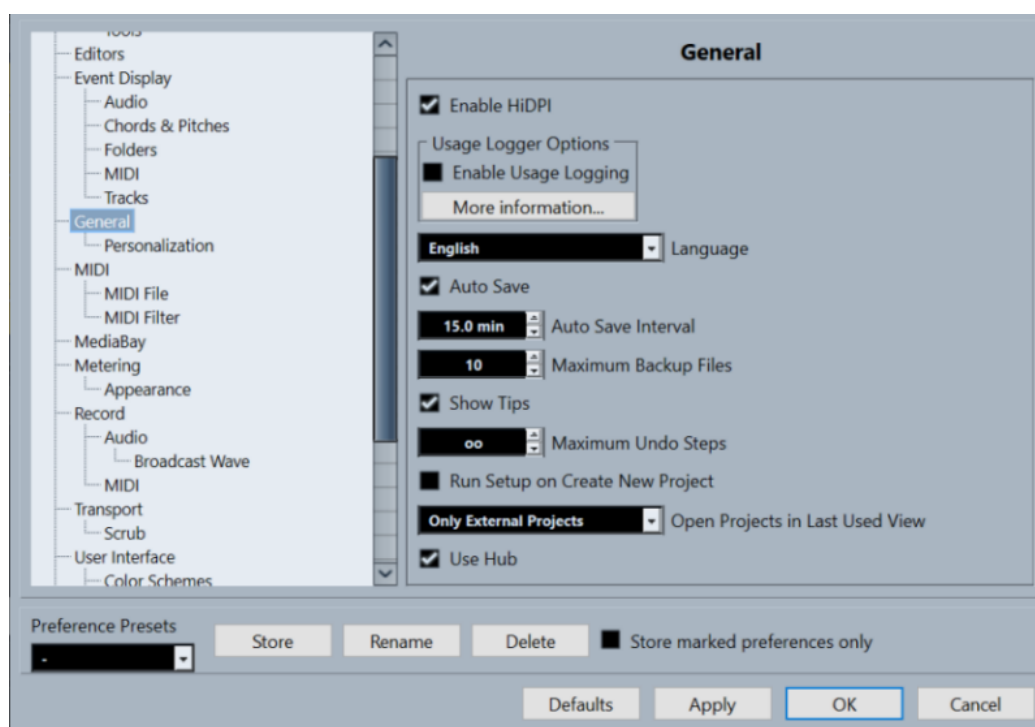 Tools
Editors
Event Display
Audio
Chords & Pitches
Folders
MIDI
Tracks
General
Personalization
MIDI
MIDI File
MIDI Filter
MediaBay
Metering
Appearance
Record
Audio
Broadcast Wave
MIDI
Transport
Scrub
User Interface
Color Schemes
General
Enable HiDPI
Usage Logger Options
Enable Usage Logging
More information...
English Language
Auto Save
15.0 min Auto Save Interval
10 Maximum Backup Files
Show Tips
oo Maximum Undo Steps
Run Setup on Create New Project
Only External Projects Open Projects in Last Used View
Use Hub
Preference Presets
- Store Rename Delete Store marked preferences only
Defaults Apply OK Cancel